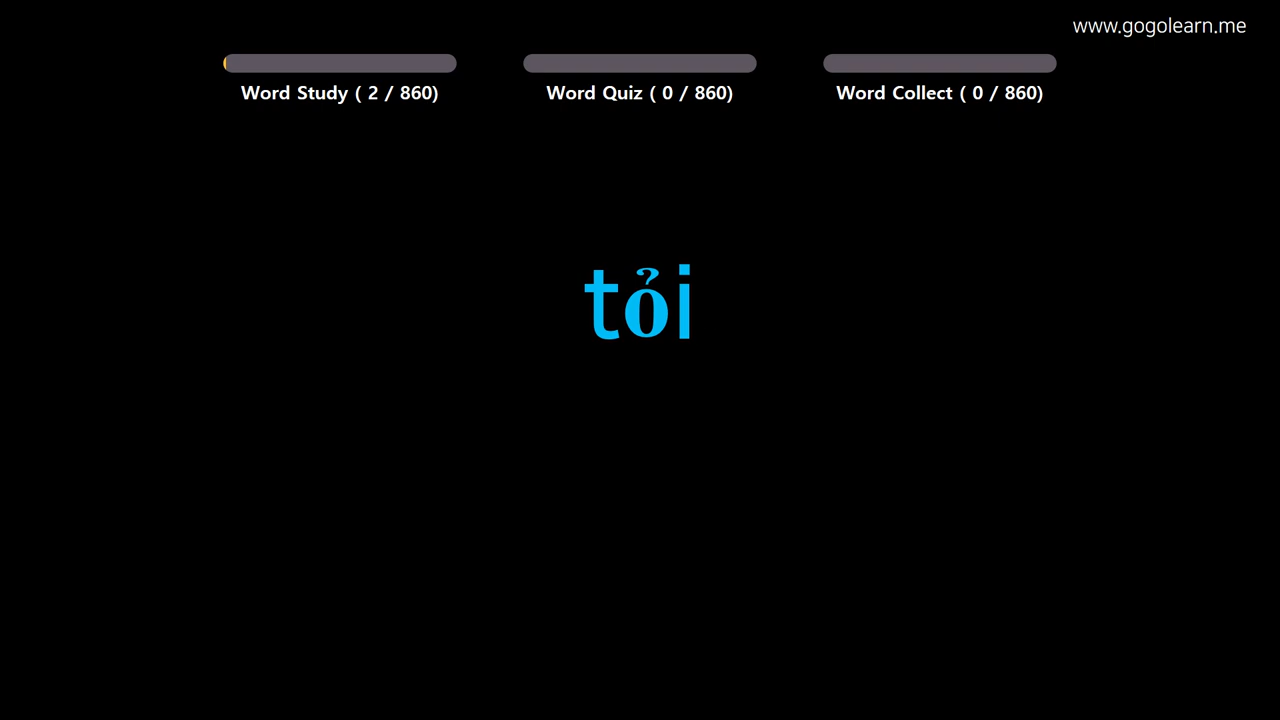 www.gogolearn.me
Word Study ( 2 / 860)
Word Quiz ( 0 / 860)
Word Collect ( 0 / 860)
tỏi